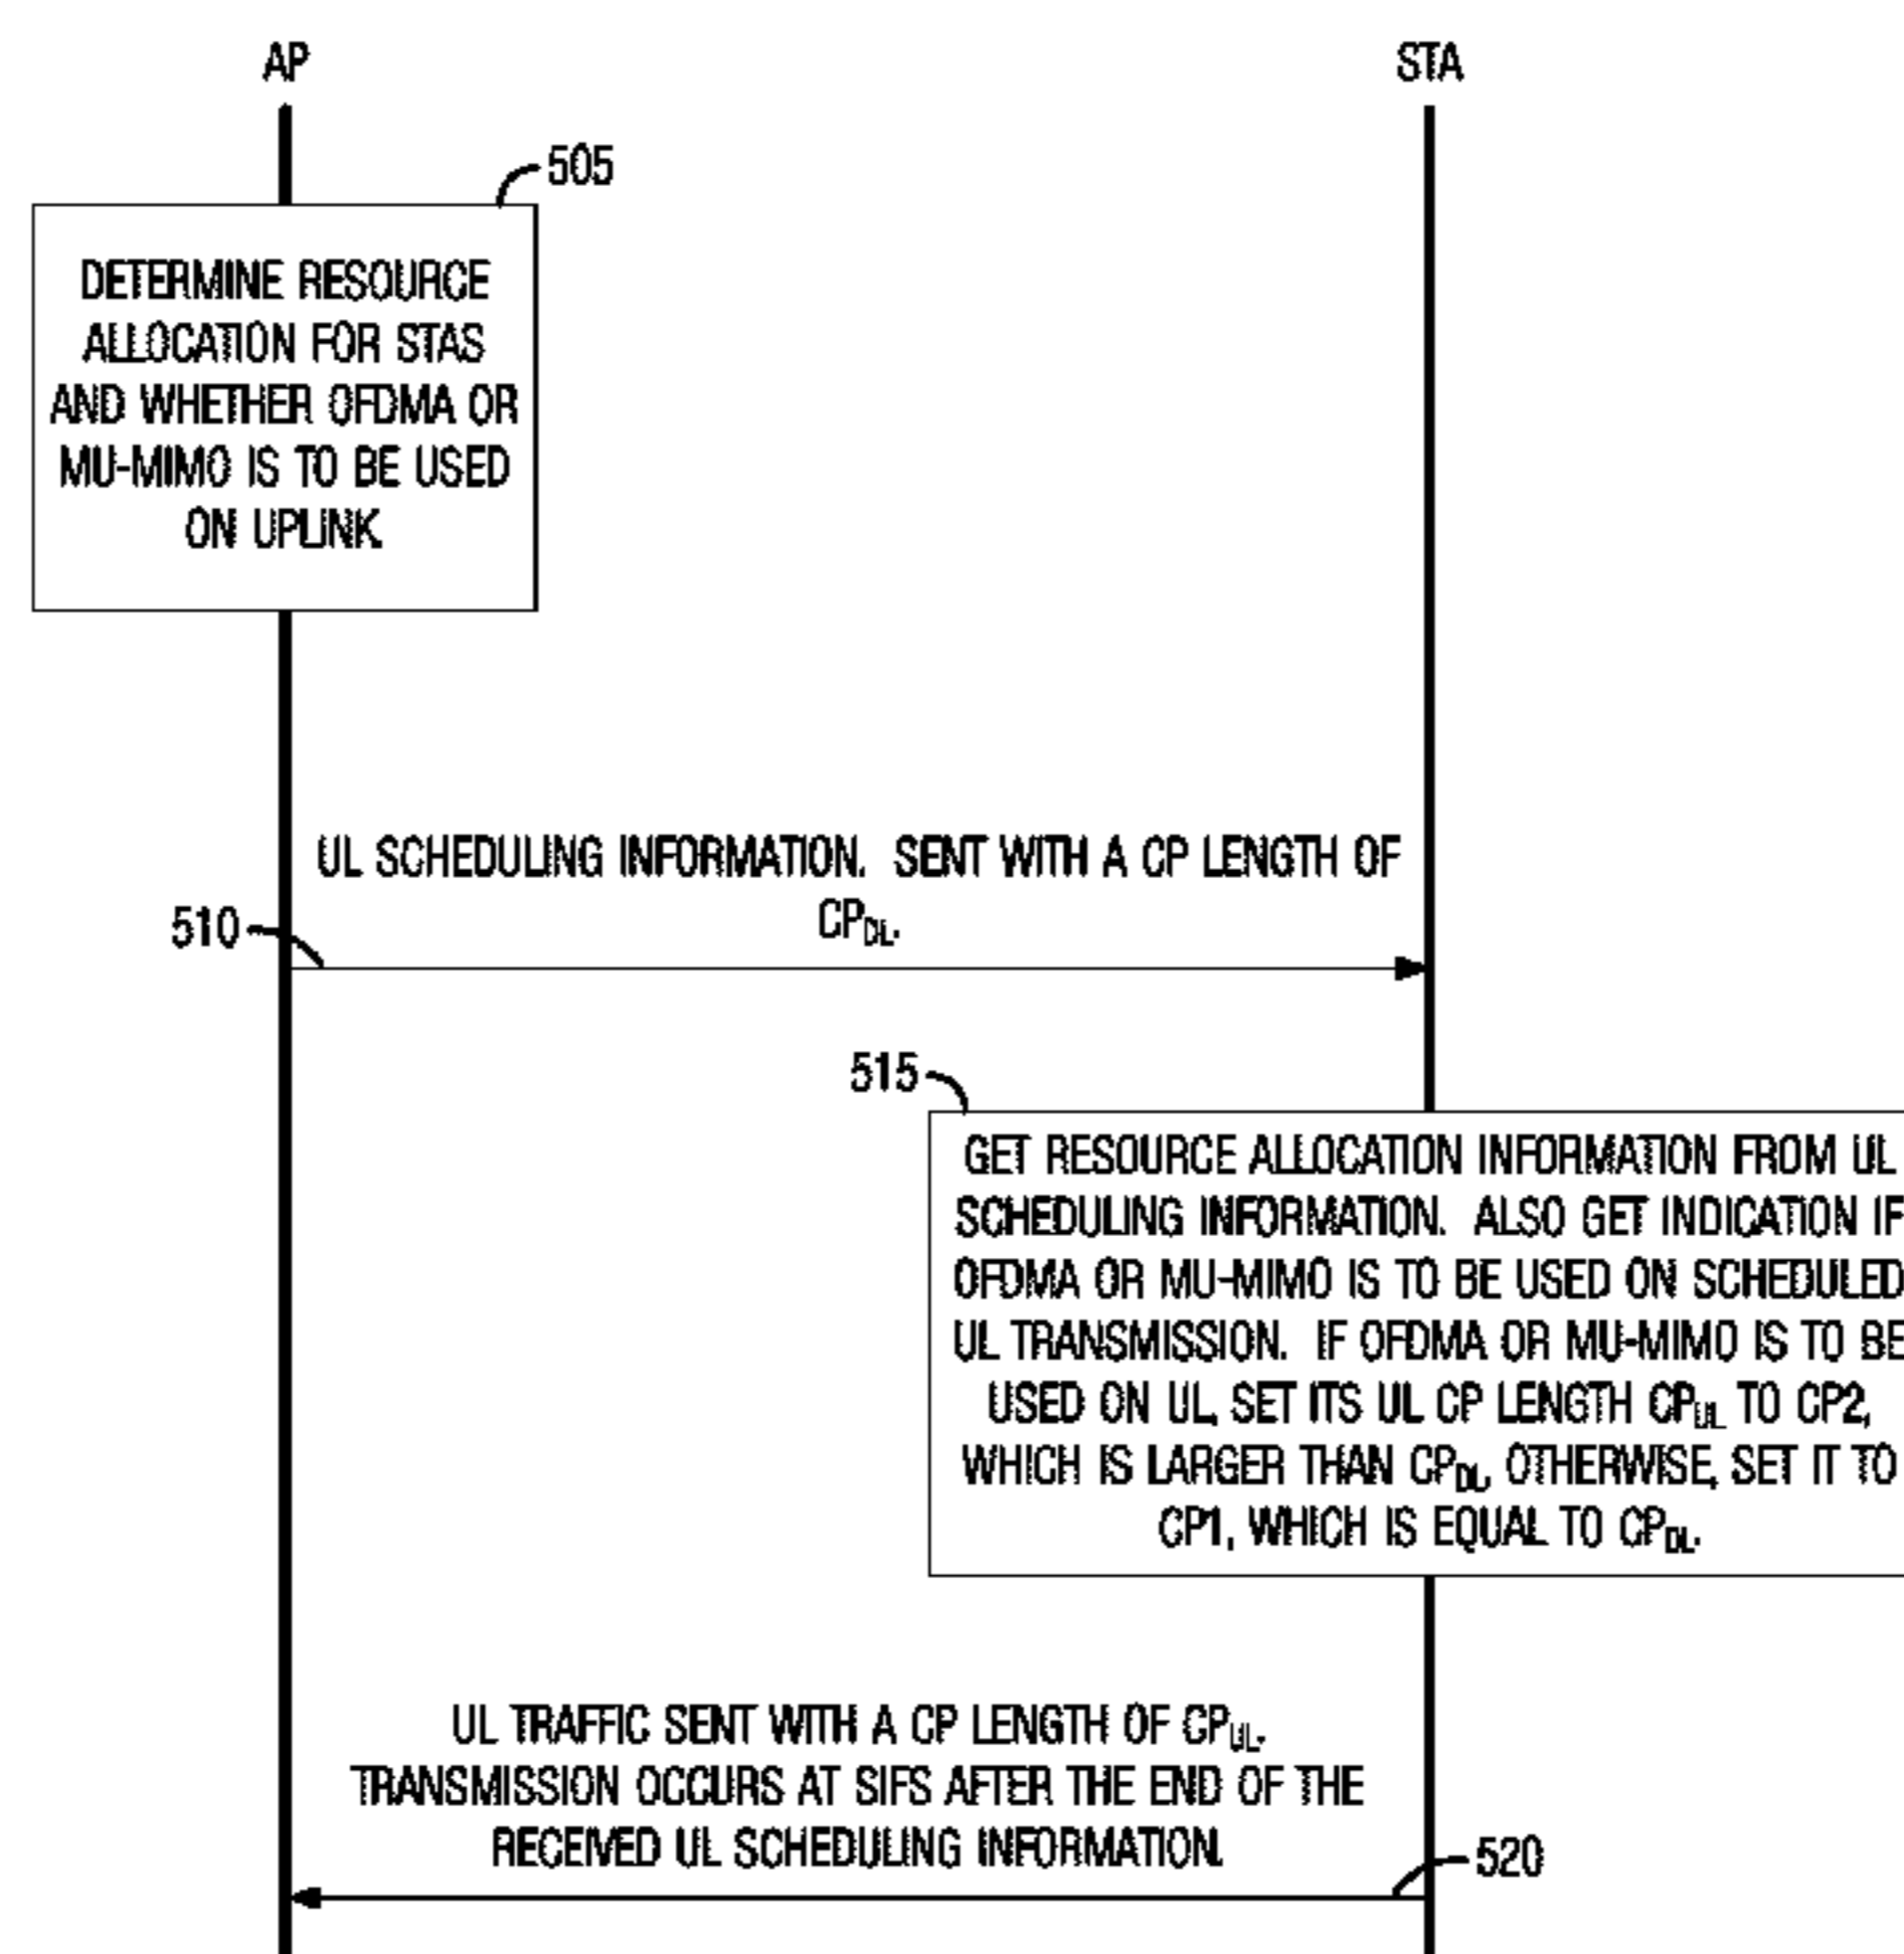 AP
STA
505
DETERMINE RESOURCE
ALLOCATION FOR STAS
AND WHETHER OFDMA OR
MU-MIMO IS TO BE USED
ON UPLINK.
UL SCHEDULING INFORMATION. SENT WITH A CP LENGTH OF
CP_DL.
510
515
GET RESOURCE ALLOCATION INFORMATION FROM UL
SCHEDULING INFORMATION. ALSO GET INDICATION IF
OFDMA OR MU-MIMO IS TO BE USED ON SCHEDULED
UL TRANSMISSION. IF OFDMA OR MU-MIMO IS TO BE
USED ON UL, SET ITS UL CP LENGTH CP_UL TO CP2,
WHICH IS LARGER THAN CP_DL, OTHERWISE, SET IT TO
CP1, WHICH IS EQUAL TO CP_DL.
UL TRAFFIC SENT WITH A CP LENGTH OF CP_UL.
TRANSMISSION OCCURS AT SIFS AFTER THE END OF THE
RECEIVED UL SCHEDULING INFORMATION.
520